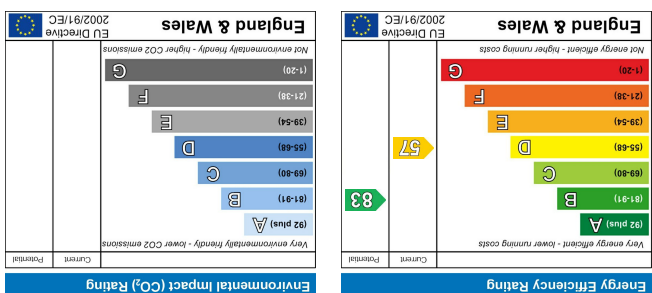 Energy Efficiency Rating
Current
Potential
Very energy efficient - lower running costs
(92 plus) A
(81-91) B
(69-80) C
(55-68) D
(39-54) E
(21-38) F
(1-20) G
57
83
Not energy efficient - higher running costs
England & Wales
EU Directive
2002/91/EC
Environmental Impact (CO₂) Rating
Current
Potential
Very environmentally friendly - lower CO2 emissions
(92 plus) A
(81-91) B
(69-80) C
(55-68) D
(39-54) E
(21-38) F
(1-20) G
Not environmentally friendly - higher CO2 emissions
England & Wales
EU Directive
2002/91/EC